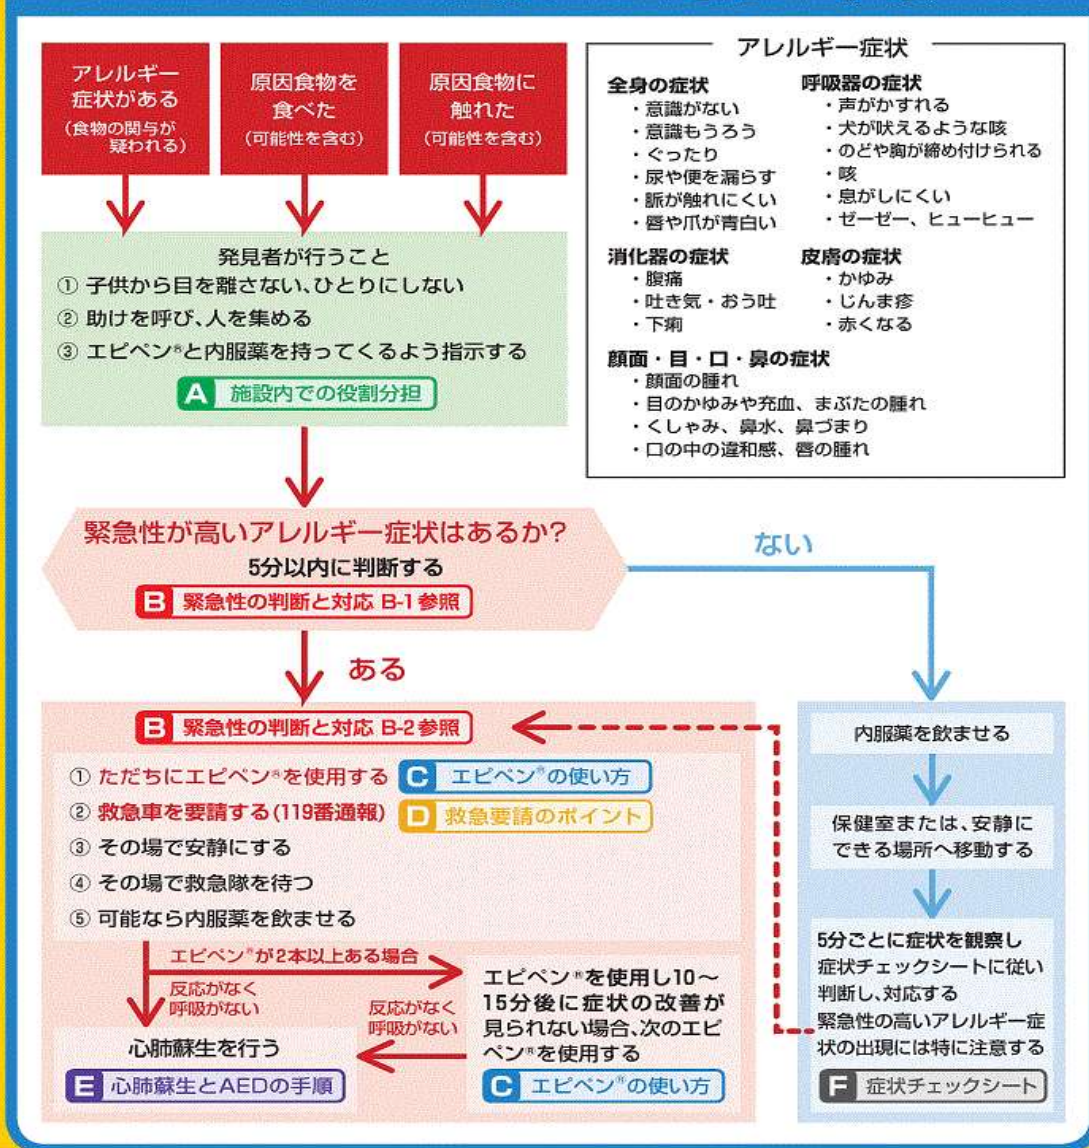 アレルギー
症状がある
(食物の関与が
疑われる)
原因食物を
食べた
(可能性を含む)
原因食物に
触れた
(可能性を含む)
アレルギー症状
全身の症状
・意識がない
・意識もうろう
・ぐったり
・尿や便を漏らす
・脈が触れにくい
・唇や爪が青白い
呼吸器の症状
・声がかすれる
・犬が吠えるような咳
・のどや胸が締め付けられる
・咳
・息がしにくい
・ゼーゼー、ヒューヒュー
消化器の症状
・腹痛
・吐き気・おう吐
・下痢
皮膚の症状
・かゆみ
・じんま疹
・赤くなる
顔面・目・口・鼻の症状
・顔面の腫れ
・目のかゆみや充血、まぶたの腫れ
・くしゃみ、鼻水、鼻づまり
・口の中の違和感、唇の腫れ
発見者が行うこと
① 子供から目を離さない、ひとりにしない
② 助けを呼び、人を集める
③ エピペン®と内服薬を持ってくるよう指示する
A 施設内での役割分担
緊急性が高いアレルギー症状はあるか?
5分以内に判断する
B 緊急性の判断と対応 B-1参照
ない
ある
B 緊急性の判断と対応 B-2参照
① ただちにエピペン®を使用する C エピペン®の使い方
② 救急車を要請する(119番通報) D 救急要請のポイント
③ その場で安静にする
④ その場で救急隊を待つ
⑤ 可能なら内服薬を飲ませる
エピペン®が2本以上ある場合
反応がなく
呼吸がない
反応がなく
呼吸がない
エピペン®を使用し10～
15分後に症状の改善が
見られない場合、次のエピ
ペン®を使用する
C エピペン®の使い方
心肺蘇生を行う
E 心肺蘇生とAEDの手順
内服薬を飲ませる
保健室または、安静に
できる場所へ移動する
5分ごとに症状を観察し
症状チェックシートに従い
判断し、対応する
緊急性の高いアレルギー症
状の出現には特に注意する
F 症状チェックシート